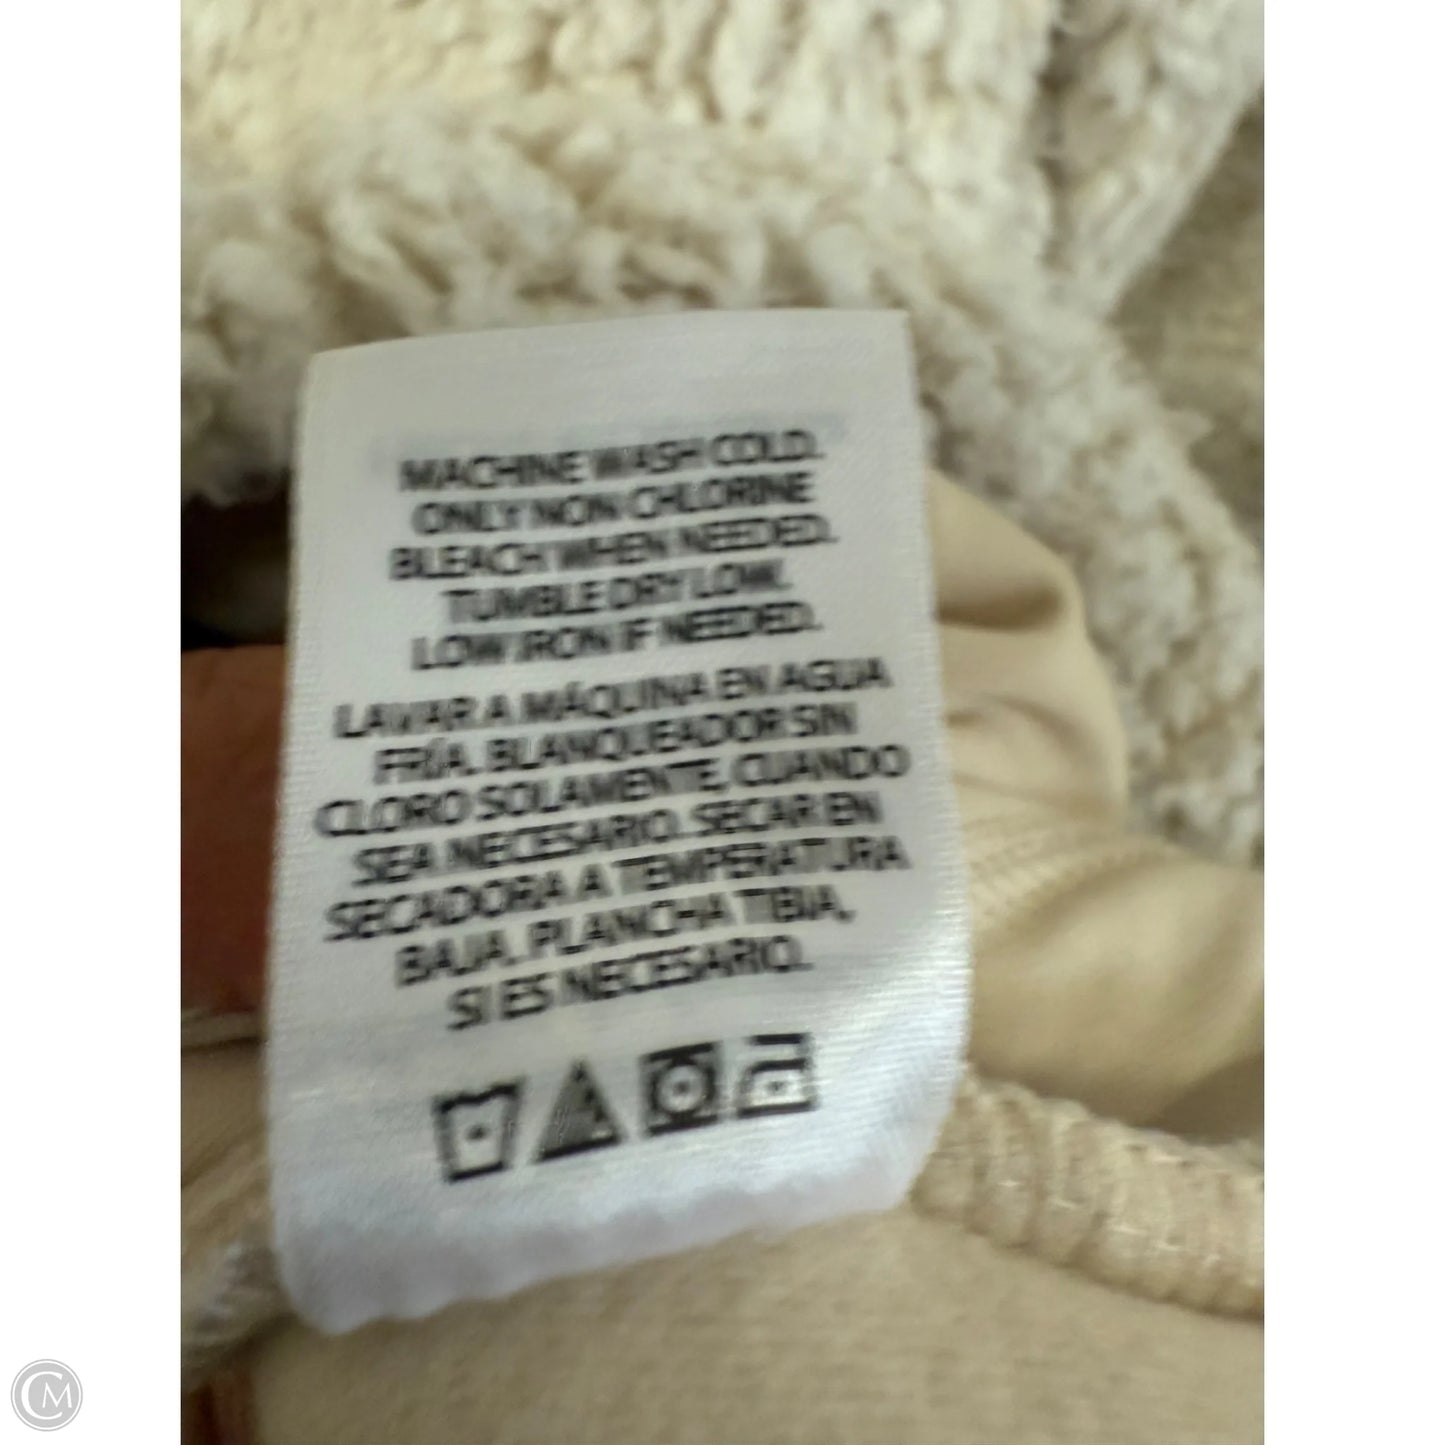 MACHINE WASH COLD.
ONLY NON CHLORINE
BLEACH WHEN NEEDED.
TUMBLE DRY LOW.
LOW IRON IF NEEDED.
LAVAR A MÁQUINA EN AGUA
FRÍA. BLANQUEADOR SIN
CLORO SOLAMENTE, CUANDO
SEA NECESARIO. SECAR EN
SECADORA A TEMPERATURA
BAJA. PLANCHA TIBIA,
SI ES NECESARIO.
CM